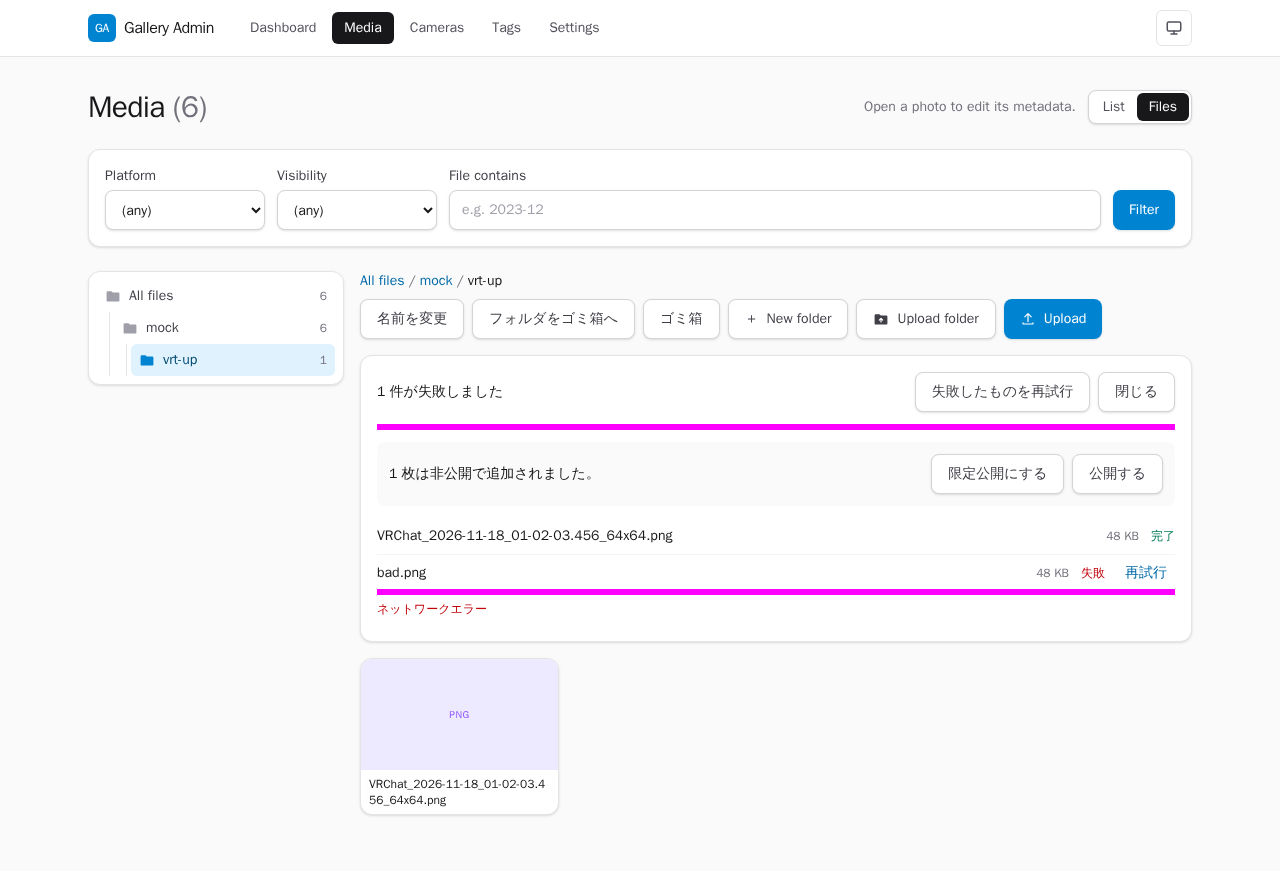 GA Gallery Admin Dashboard Media Cameras Tags Settings
Media (6)
Open a photo to edit its metadata. List Files
Platform Visibility File contains
(any) (any) e.g. 2023-12 Filter
All files 6
mock 6
vrt-up 1
All files / mock / vrt-up
名前を変更 フォルダをゴミ箱へ ゴミ箱 + New folder Upload folder Upload
1 件が失敗しました 失敗したものを再試行 閉じる
1 枚は非公開で追加されました。 限定公開にする 公開する
VRChat_2026-11-18_01-02-03.456_64x64.png 48 KB 完了
bad.png 48 KB 失敗 再試行
ネットワークエラー
PNG
VRChat_2026-11-18_01-02-03.4
56_64x64.png